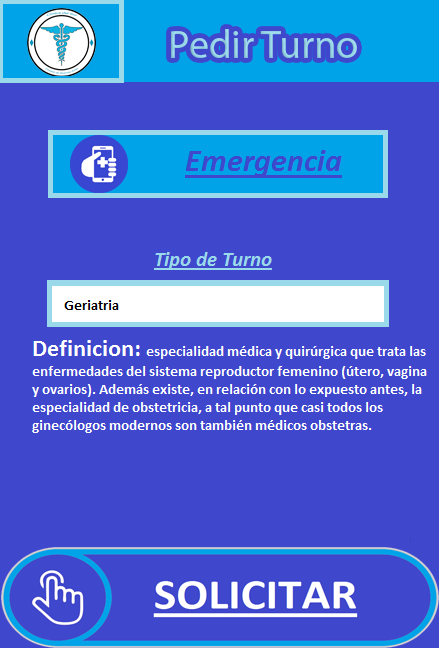 Pedir Turno
Emergencia
Tipo de Turno
Geriatria
Definicion: especialidad médica y quirúrgica que trata las
enfermedades del sistema reproductor femenino (útero, vagina
y ovarios). Además existe, en relación con lo expuesto antes, la
especialidad de obstetricia, a tal punto que casi todos los
ginecólogos modernos son también médicos obstetras.
SOLICITAR